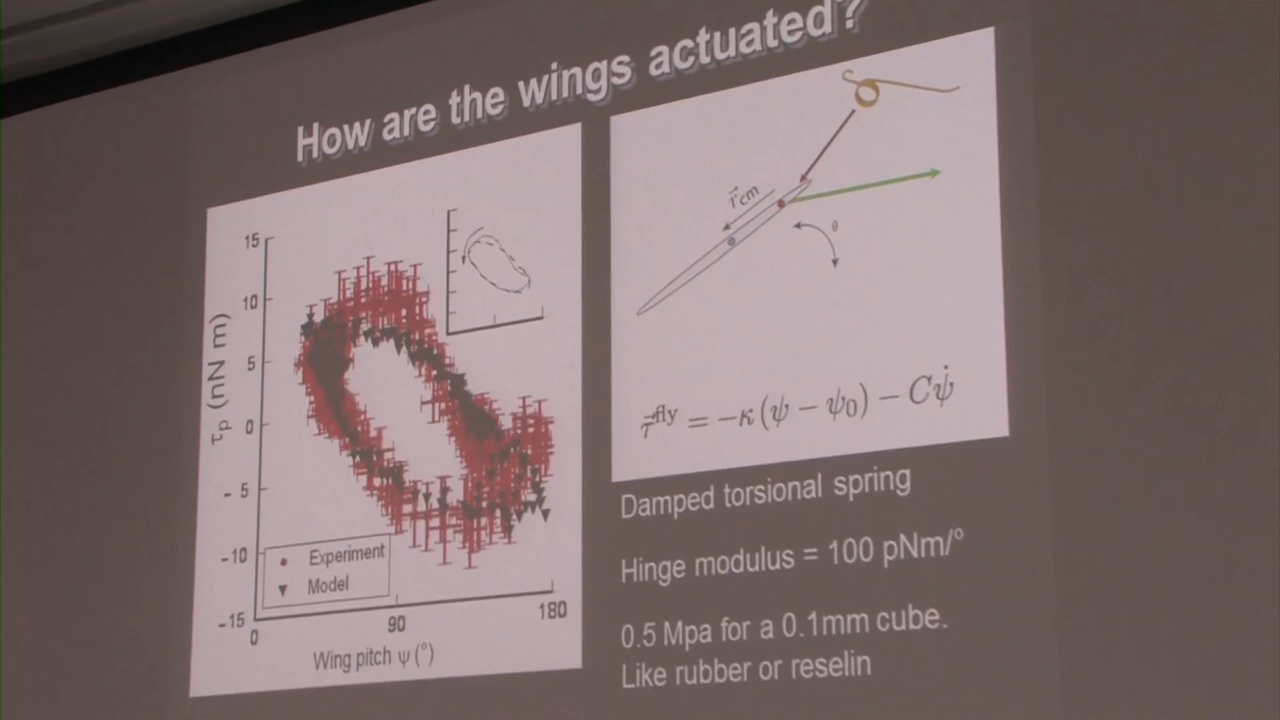 How are the wings actuated?
15
10
5
0
- 5
-10
-15
τp (nN m)
Experiment
Model
0
90
180
Wing pitch ψ (°)
r⃗cm
θ
τ⃗fly = −κ(ψ − ψ0) − Cψ̇
Damped torsional spring
Hinge modulus = 100 pNm/°
0.5 Mpa for a 0.1mm cube.
Like rubber or reselin